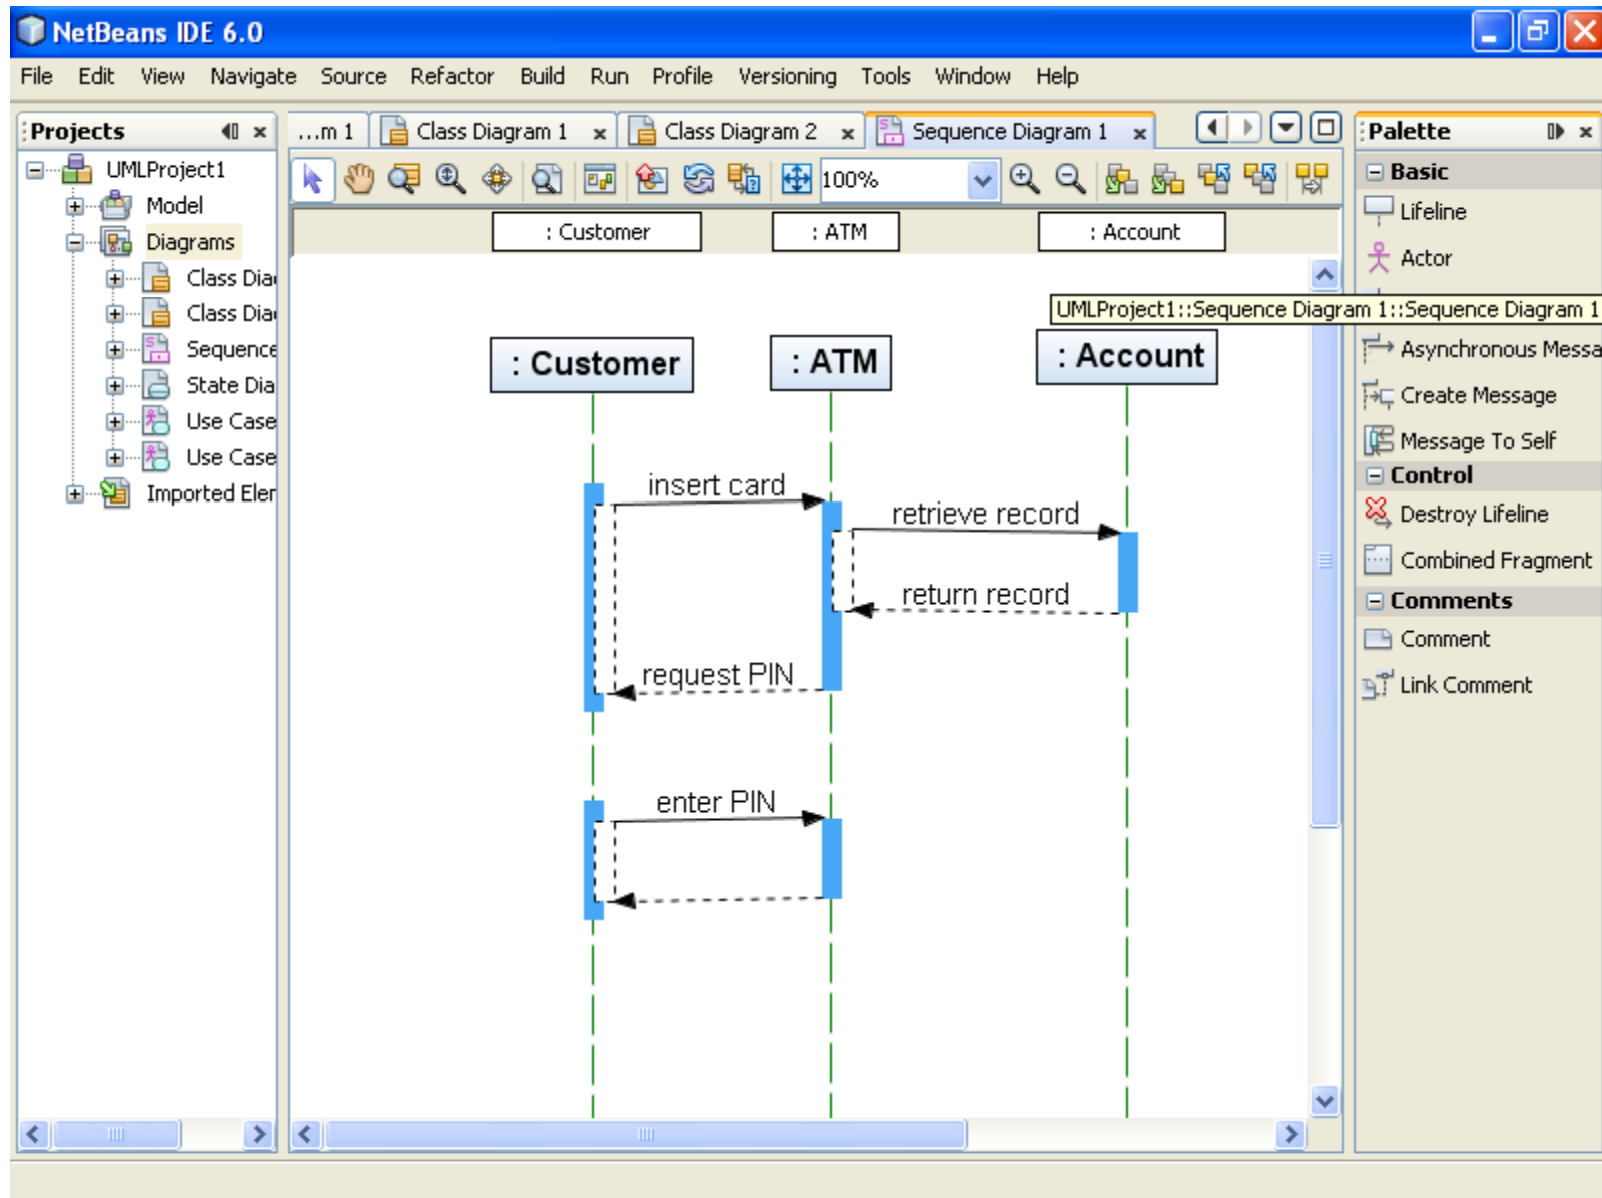 NetBeans IDE 6.0
File Edit View Navigate Source Refactor Build Run Profile Versioning Tools Window Help
Projects
UMLProject1
Model
Diagrams
Class Dia
Class Dia
Sequence
State Dia
Use Case
Use Case
Imported Eler
...m 1
Class Diagram 1
Class Diagram 2
Sequence Diagram 1
100%
: Customer
: ATM
: Account
UMLProject1::Sequence Diagram 1::Sequence Diagram 1
: Customer
: ATM
: Account
insert card
retrieve record
return record
request PIN
enter PIN
Palette
Basic
Lifeline
Actor
Asynchronous Messa
Create Message
Message To Self
Control
Destroy Lifeline
Combined Fragment
Comments
Comment
Link Comment